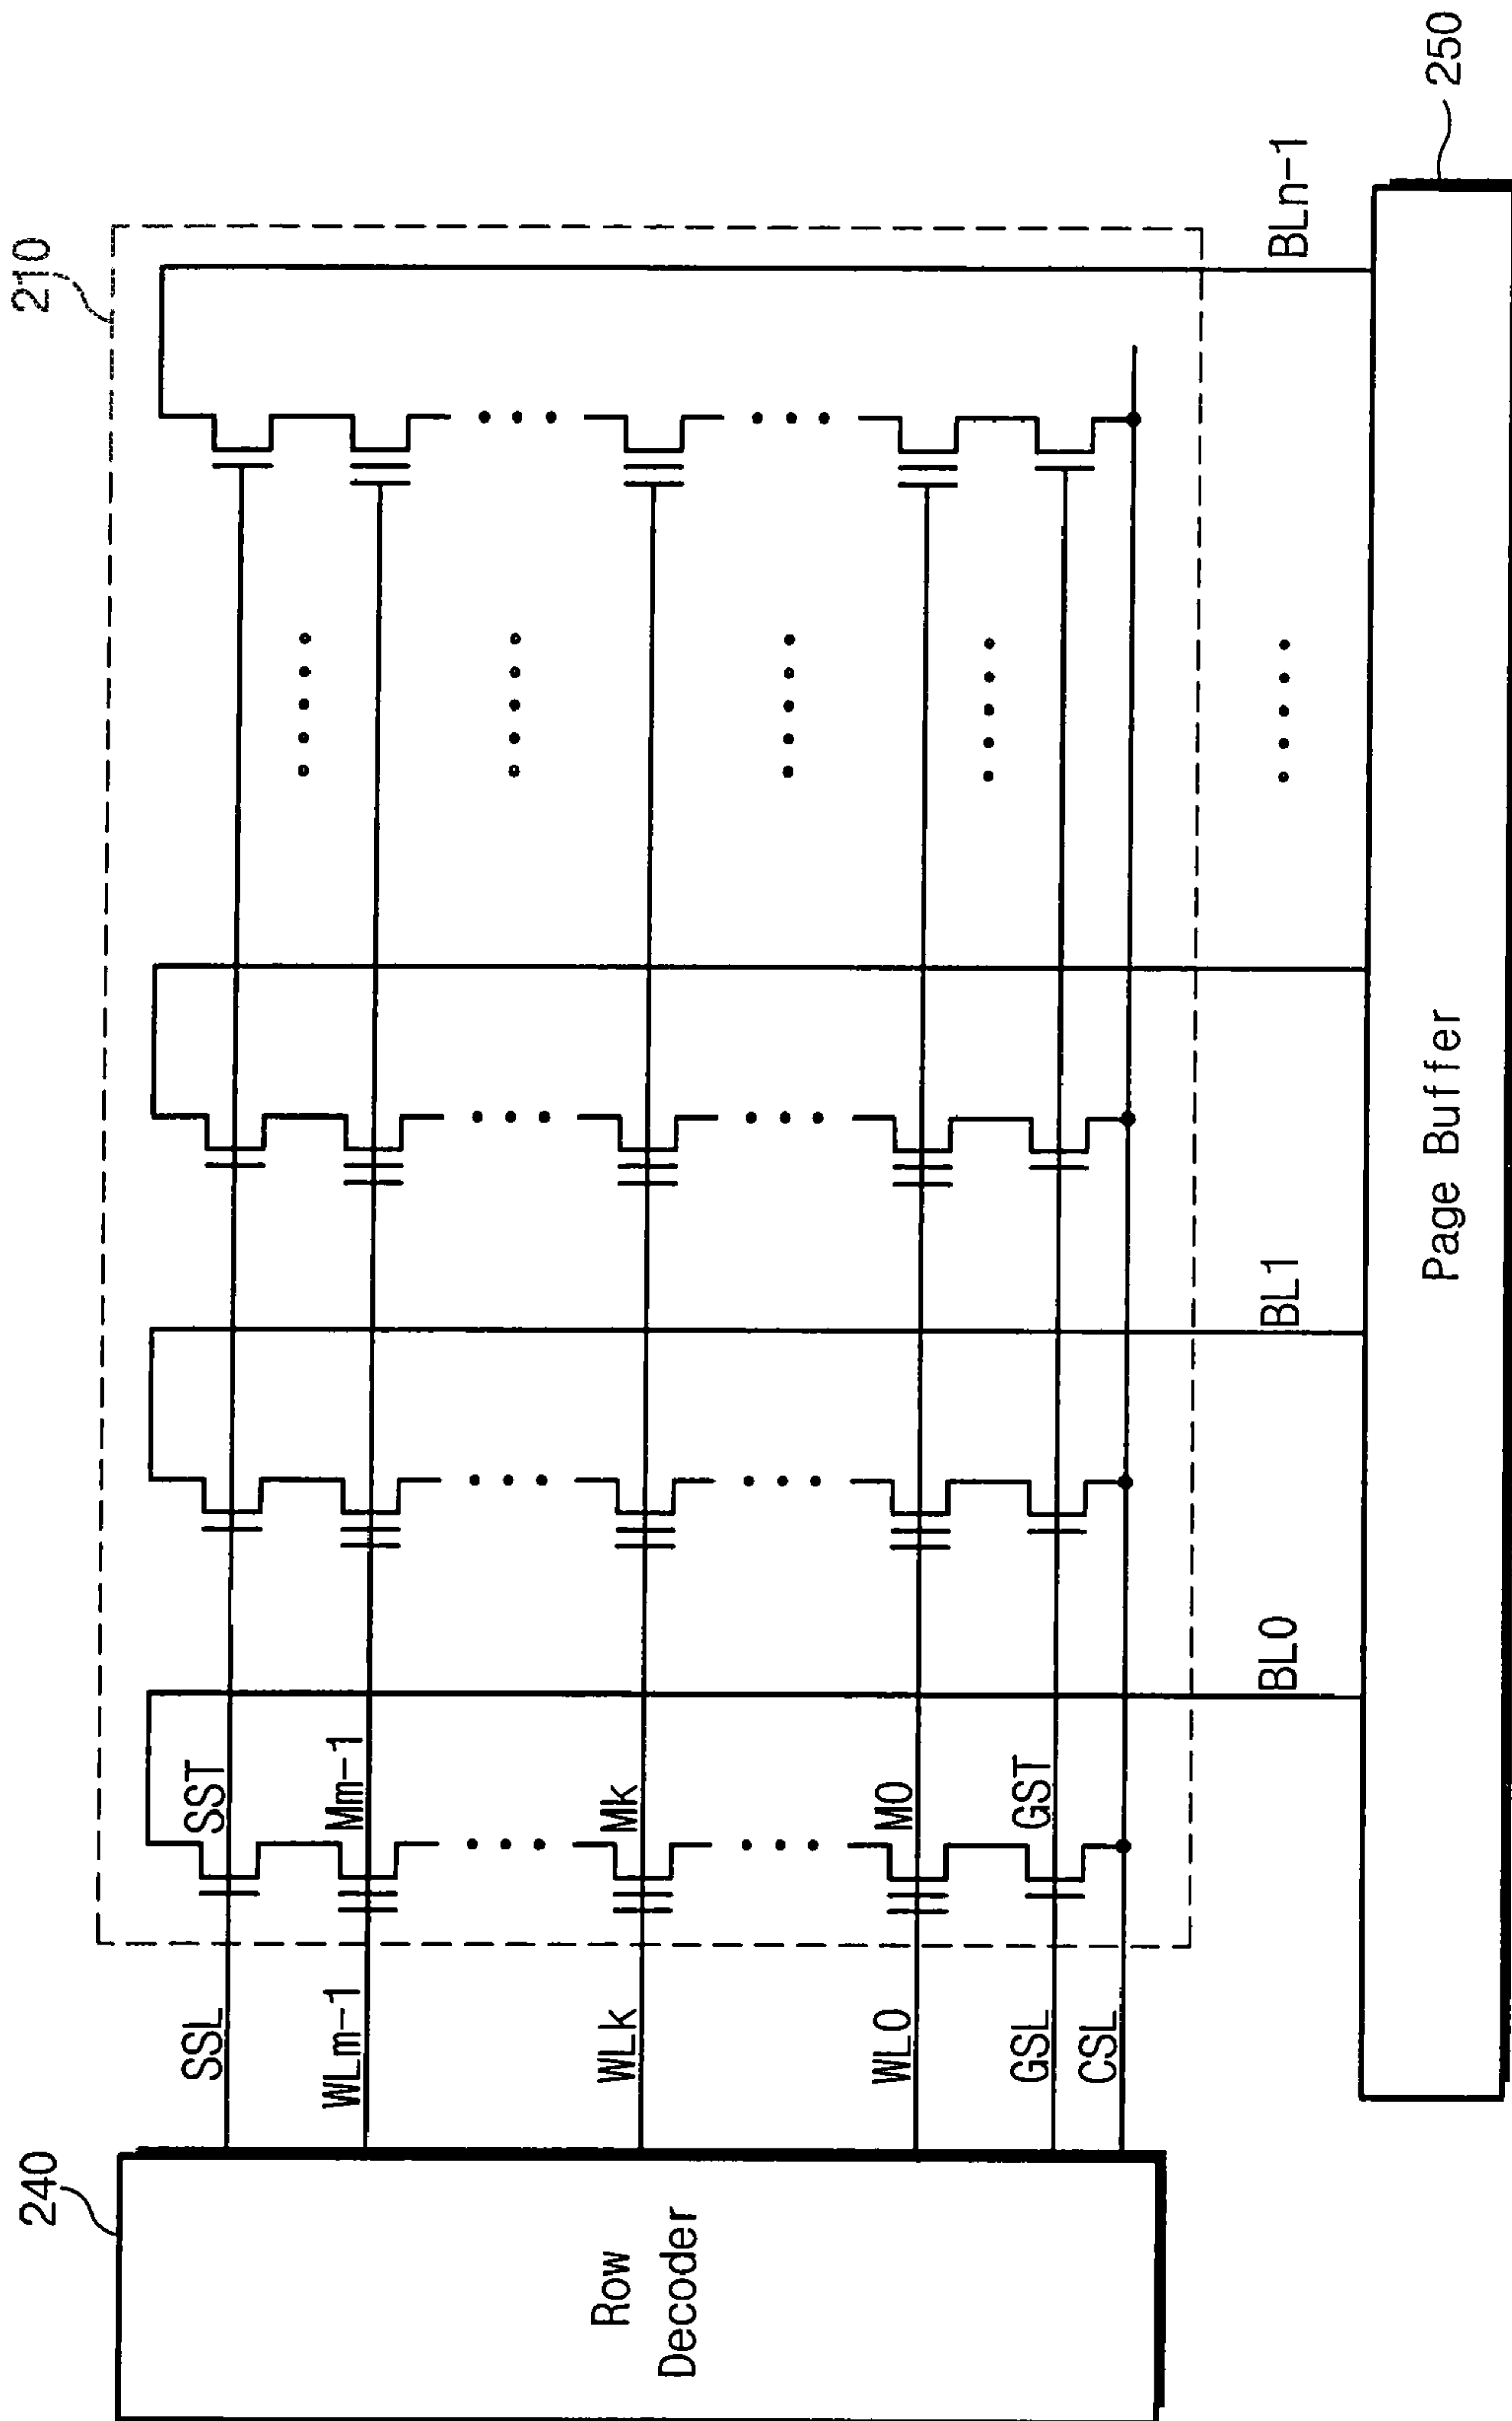 210
240
SSL
SST
WLm-1
Mm-1
WLk
Mk
WL0
M0
GSL
GST
CSL
Row
Decoder
BL0
BL1
BLn-1
Page Buffer
250